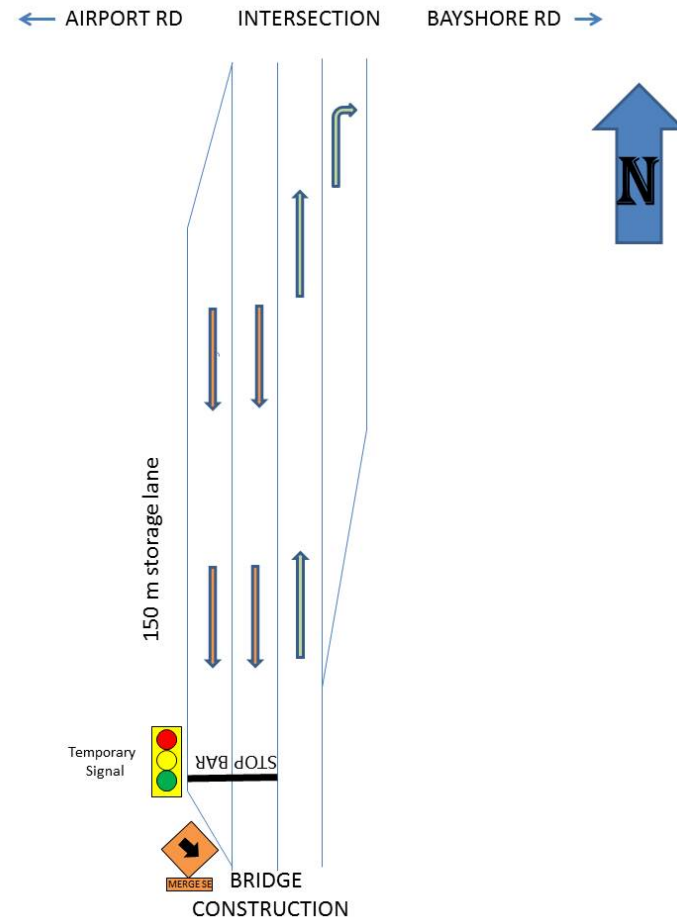 AIRPORT RD INTERSECTION BAYSHORE RD
N
150 m storage lane
Temporary
Signal
STOP BAR
MERGE SE
BRIDGE
CONSTRUCTION